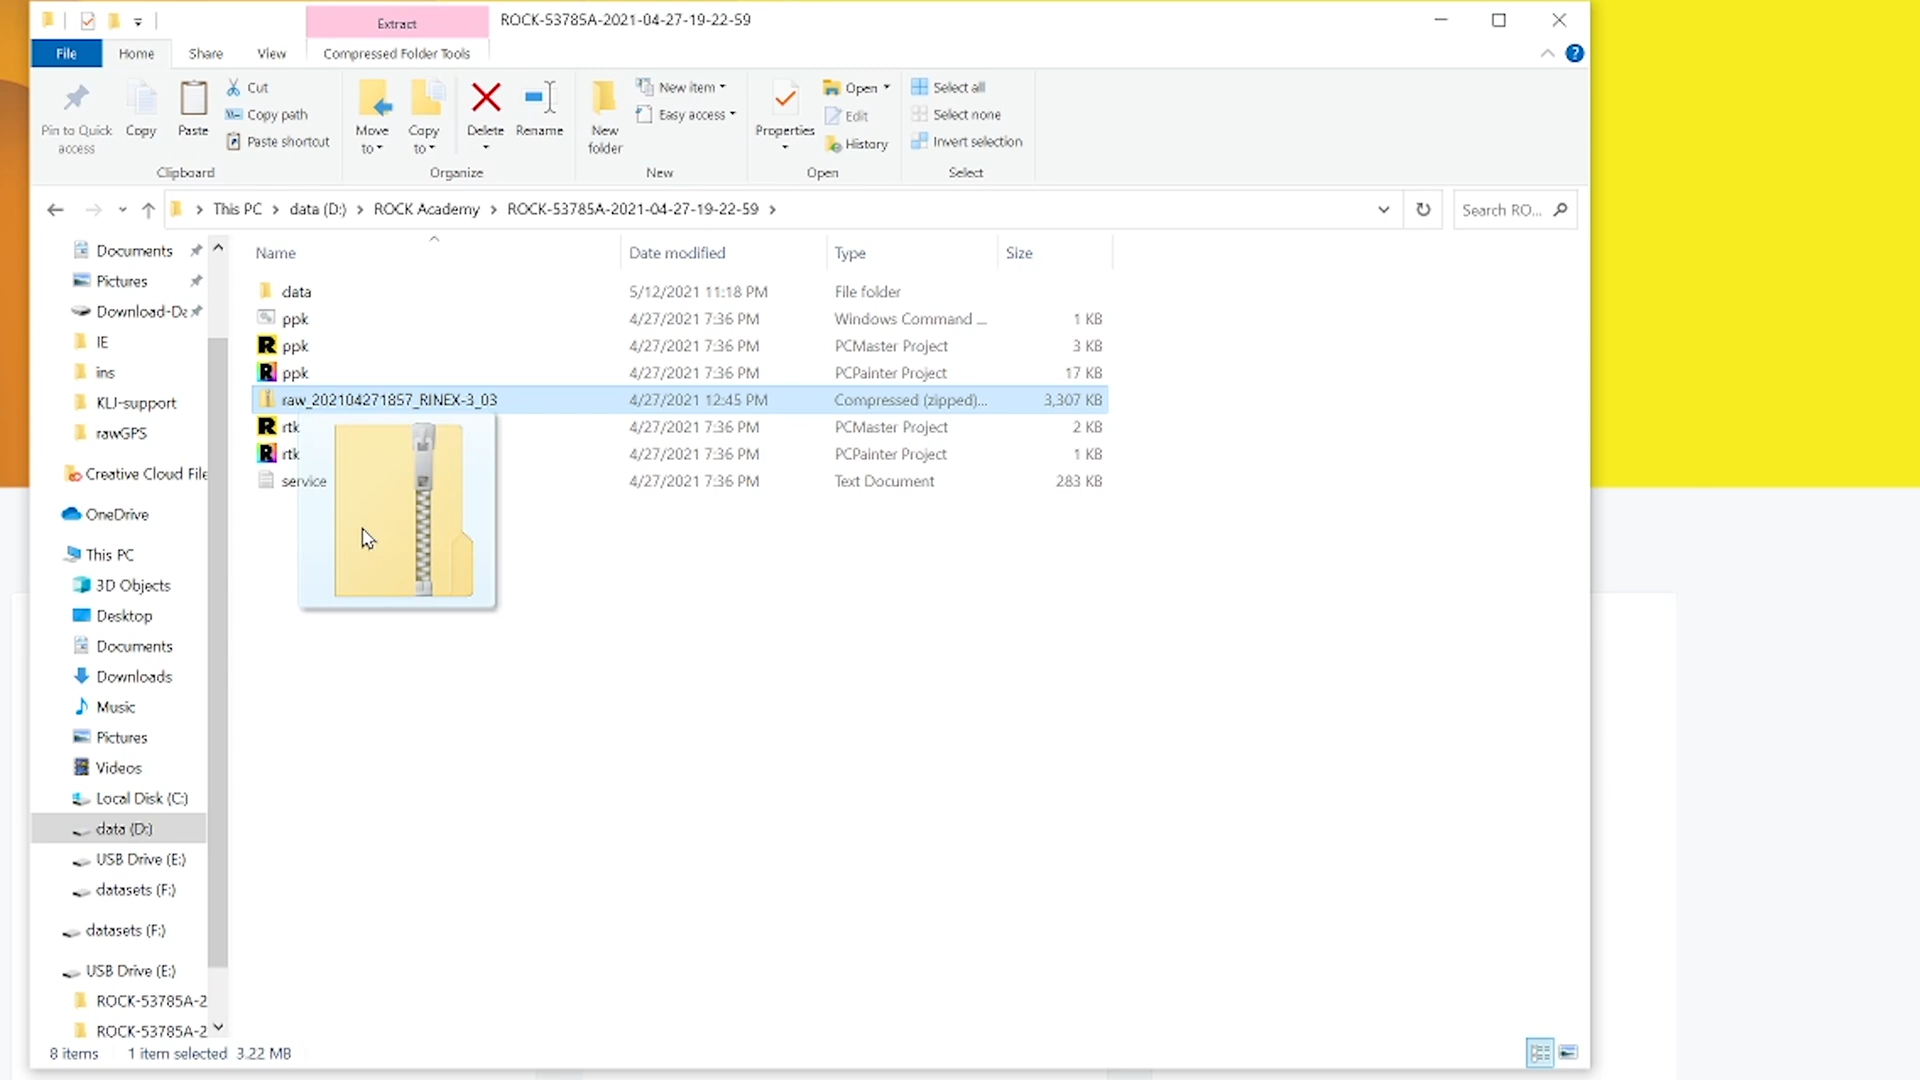 Extract
ROCK-53785A-2021-04-27-19-22-59
File
Home
Share
View
Compressed Folder Tools
Pin to Quick access
Copy
Paste
Cut
Copy path
Paste shortcut
Clipboard
Move to
Copy to
Delete
Rename
Organize
New folder
New item
Easy access
New
Properties
Open
Edit
History
Open
Select all
Select none
Invert selection
Select
This PC > data (D:) > ROCK Academy > ROCK-53785A-2021-04-27-19-22-59 >
Search RO...
Name Date modified Type Size
data 5/12/2021 11:18 PM File folder
ppk 4/27/2021 7:36 PM Windows Command ... 1 KB
ppk 4/27/2021 7:36 PM PCMaster Project 3 KB
ppk 4/27/2021 7:36 PM PCPainter Project 17 KB
raw_202104271857_RINEX-3_03 4/27/2021 12:45 PM Compressed (zipped)... 3,307 KB
rtk 4/27/2021 7:36 PM PCMaster Project 2 KB
rtk 4/27/2021 7:36 PM PCPainter Project 1 KB
service 4/27/2021 7:36 PM Text Document 283 KB
Documents
Pictures
Download-Da
IE
ins
KLJ-support
rawGPS
Creative Cloud File
OneDrive
This PC
3D Objects
Desktop
Documents
Downloads
Music
Pictures
Videos
Local Disk (C:)
data (D:)
USB Drive (E:)
datasets (F:)
datasets (F:)
USB Drive (E:)
ROCK-53785A-2
ROCK-53785A-2
8 items 1 item selected 3.22 MB